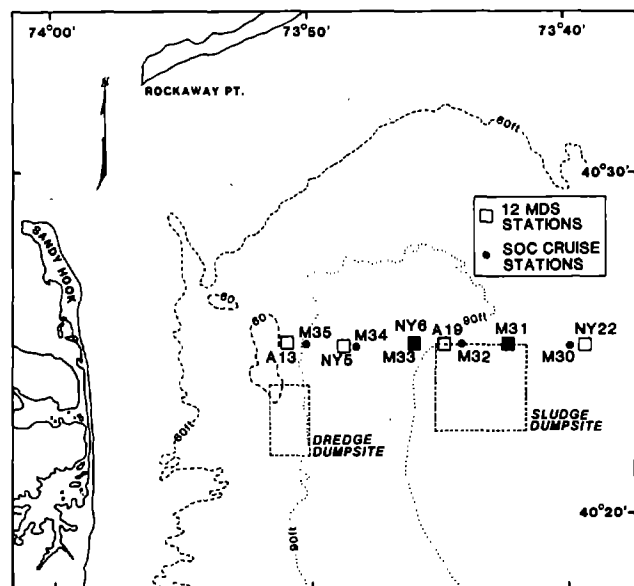 74°00'
73°50'
73°40'
ROCKAWAY PT.
60ft
40°30'
12 MDS
STATIONS
SOC CRUISE
STATIONS
SANDY HOOK
60
60
90ft
M35
M34
NY6
A19
M31
NY22
A13
NY5
M33
M32
M30
60ft
DREDGE
DUMPSITE
SLUDGE
DUMPSITE
40°20'
90ft